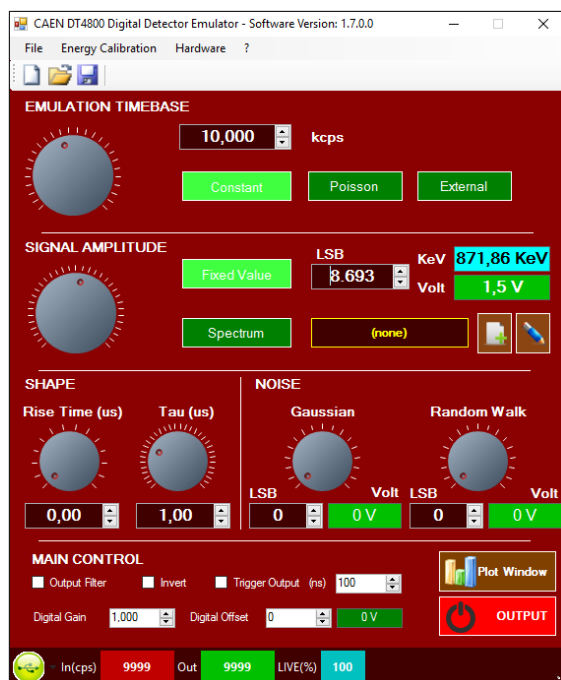 CAEN DT4800 Digital Detector Emulator - Software Version: 1.7.0.0
File Energy Calibration Hardware ?
EMULATION TIMEBASE
10,000 kcps
Constant Poisson External
SIGNAL AMPLITUDE
LSB
Fixed Value 8.693 KeV 871,86 KeV
Volt 1,5 V
Spectrum (none)
SHAPE NOISE
Rise Time (us) Tau (us) Gaussian Random Walk
LSB Volt LSB Volt
0,00 1,00 0 0 V 0 0 V
MAIN CONTROL
Output Filter Invert Trigger Output (ns) 100 Plot Window
Digital Gain 1,000 Digital Offset 0 0 V OUTPUT
In(cps) 9999 Out 9999 LIVE(%) 100